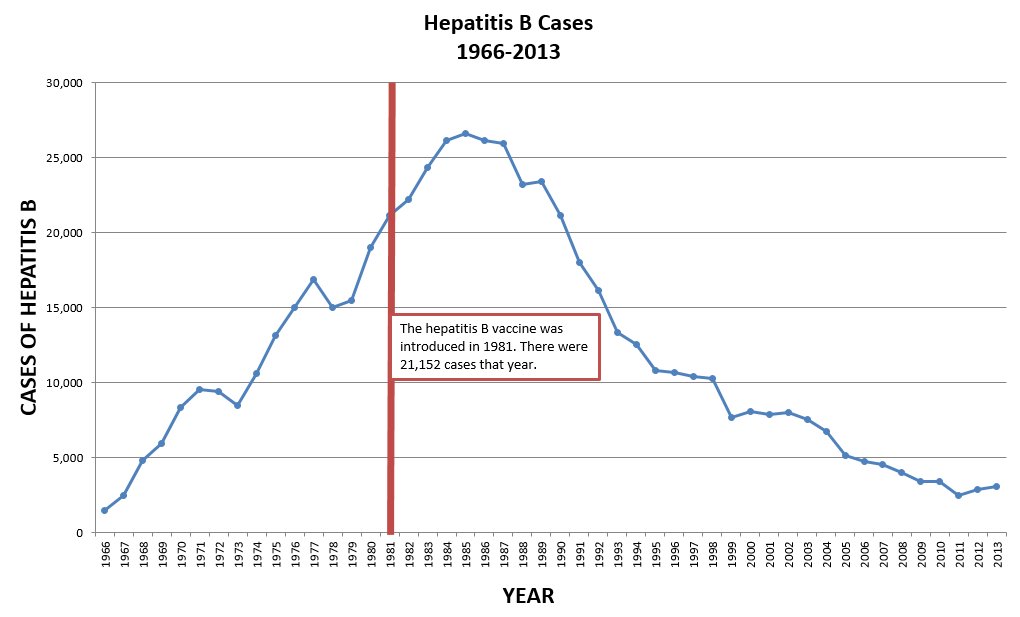 Hepatitis B Cases
1966-2013
CASES OF HEPATITIS B
30,000
25,000
20,000
15,000
10,000
5,000
0
The hepatitis B vaccine was
introduced in 1981. There were
21,152 cases that year.
1966 1967 1968 1969 1970 1971 1972 1973 1974 1975 1976 1977 1978 1979 1980 1981 1982 1983 1984 1985 1986 1987 1988 1989 1990 1991 1992 1993 1994 1995 1996 1997 1998 1999 2000 2001 2002 2003 2004 2005 2006 2007 2008 2009 2010 2011 2012 2013
YEAR